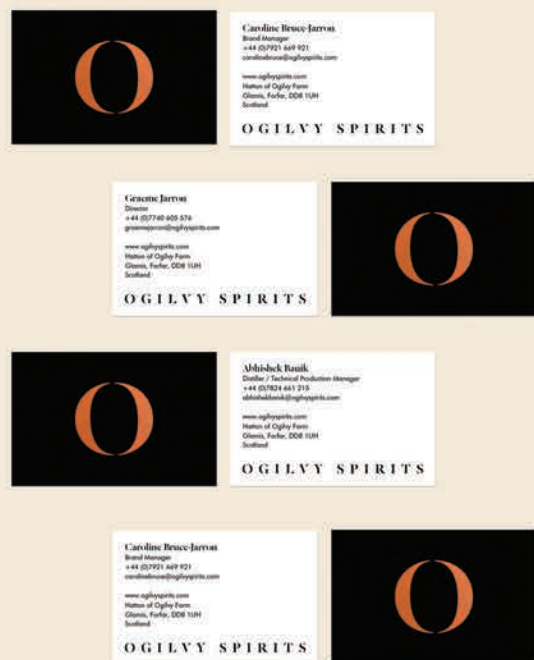 O
Caroline Bruce-Jarron
Brand Manager
+44 (0)7921 669 921
carolinebruce@ogilvyspirits.com
www.ogilvyspirits.com
Hatton of Ogilvy Farm
Glamis, Forfar, DD8 1UH
Scotland
OGILVY SPIRITS
Graeme Jarron
Director
+44 (0)7740 605 576
graemejarron@ogilvyspirits.com
www.ogilvyspirits.com
Hatton of Ogilvy Farm
Glamis, Forfar, DD8 1UH
Scotland
OGILVY SPIRITS
O
O
Abhishek Banik
Distiller / Technical Production Manager
+44 (0)7824 661 215
abhishekbanik@ogilvyspirits.com
www.ogilvyspirits.com
Hatton of Ogilvy Farm
Glamis, Forfar, DD8 1UH
Scotland
OGILVY SPIRITS
Caroline Bruce-Jarron
Brand Manager
+44 (0)7921 669 921
carolinebruce@ogilvyspirits.com
www.ogilvyspirits.com
Hatton of Ogilvy Farm
Glamis, Forfar, DD8 1UH
Scotland
OGILVY SPIRITS
O